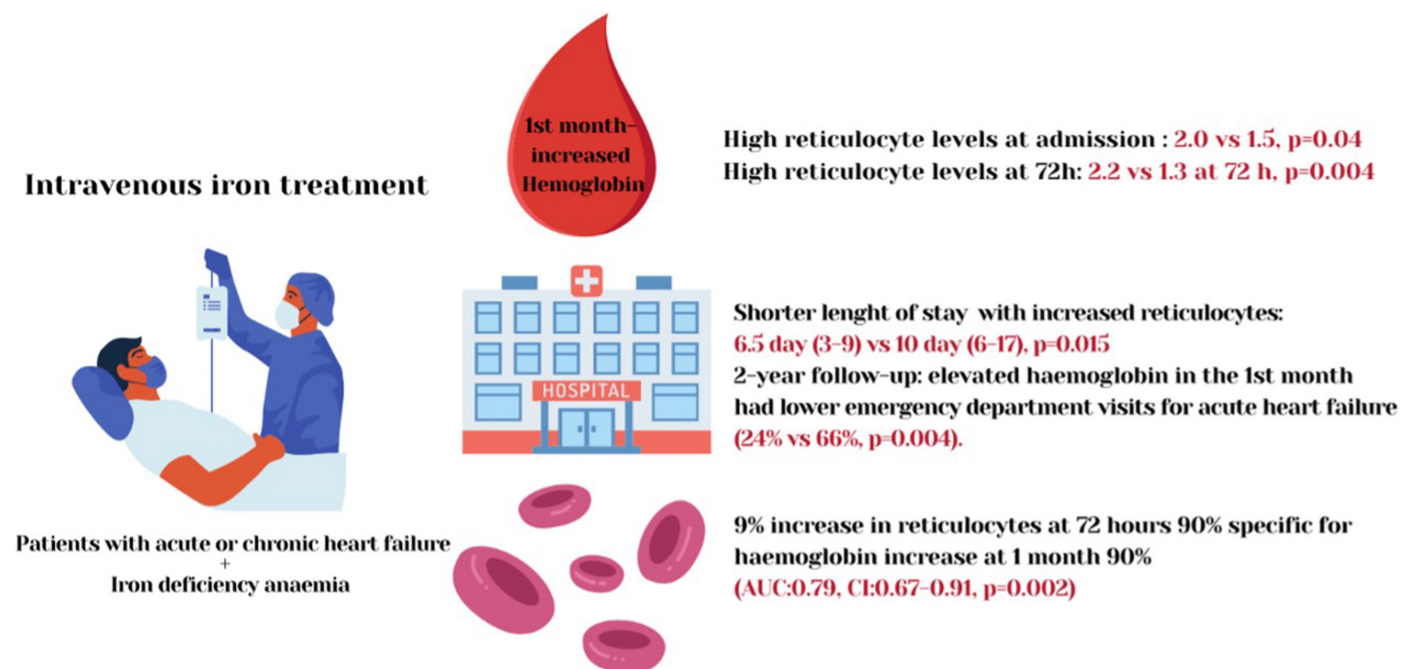 Intravenous iron treatment
Patients with acute or chronic heart failure
+
Iron deficiency anaemia
1st month-
increased
Hemoglobin
HOSPITAL
High reticulocyte levels at admission : 2.0 vs 1.5, p=0.04
High reticulocyte levels at 72h: 2.2 vs 1.3 at 72 h, p=0.004
Shorter lenght of stay with increased reticulocytes:
6.5 day (3-9) vs 10 day (6-17), p=0.015
2-year follow-up: elevated haemoglobin in the 1st month
had lower emergency department visits for acute heart failure
(24% vs 66%, p=0.004).
9% increase in reticulocytes at 72 hours 90% specific for
haemoglobin increase at 1 month 90%
(AUC:0.79, CI:0.67-0.91, p=0.002)